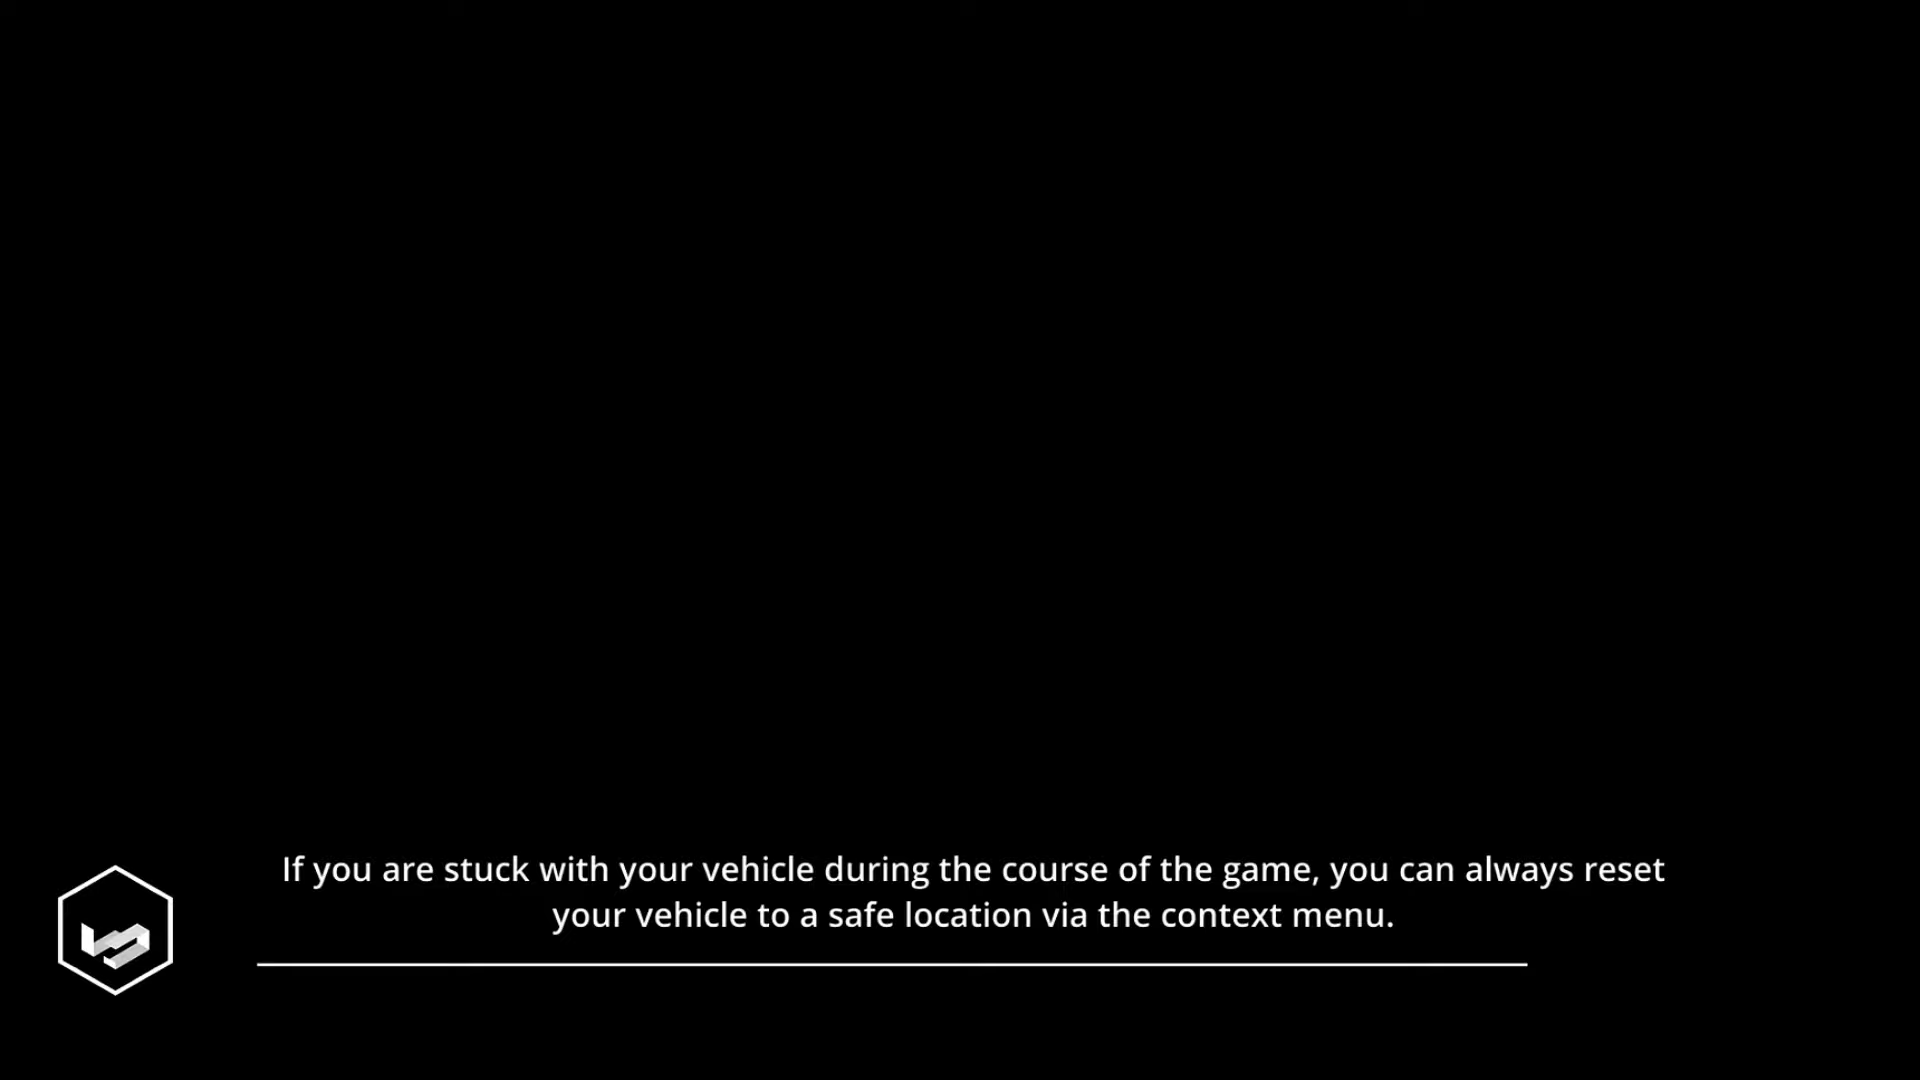 If you are stuck with your vehicle during the course of the game, you can always reset
your vehicle to a safe location via the context menu.